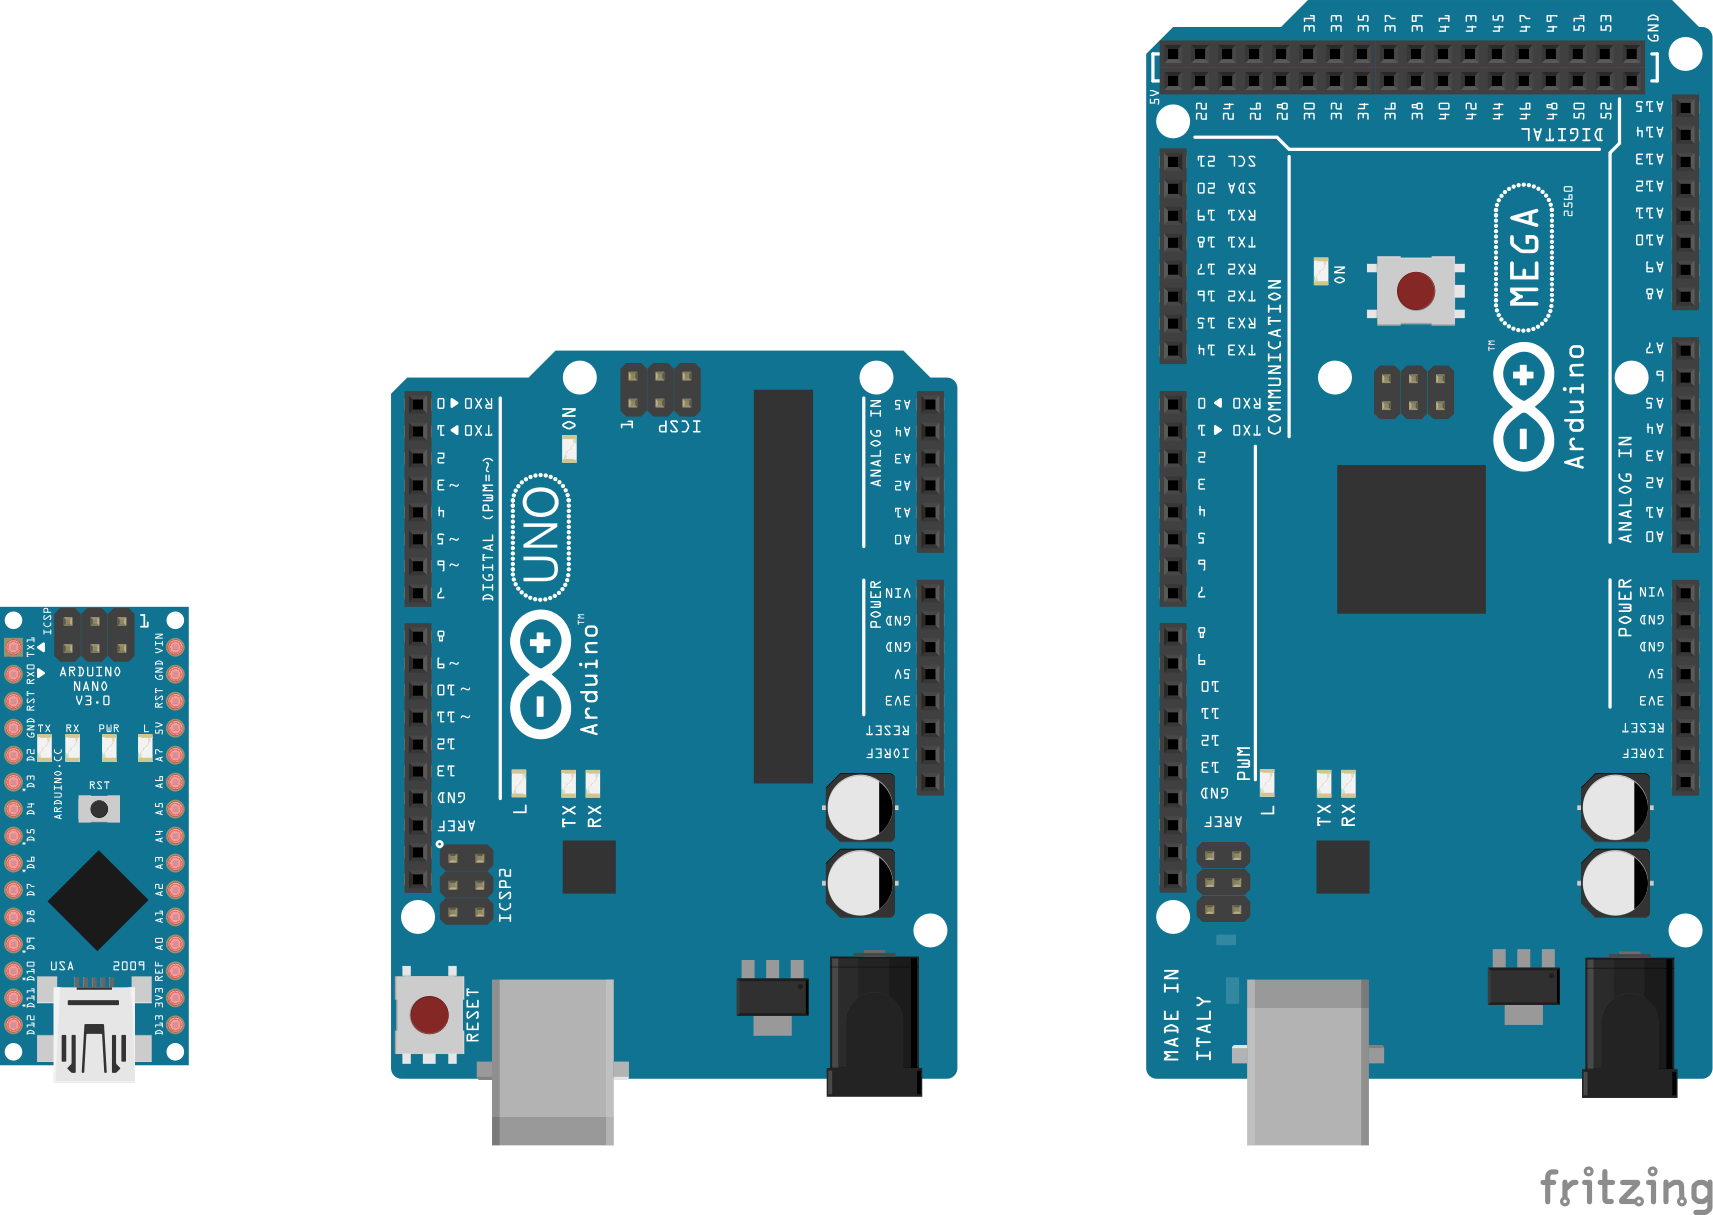 ICSP
1
TX1
RX0
RST
GND
D2
D3
D4
D5
D6
D7
D8
D9
D10
D11
D12
ARDUINO
NANO
V3.0
TX RX PWR L
ARDUINO.CC
RST
USA 2009
VIN
GND
RST
5V
A7
A6
A5
A4
A3
A2
A1
A0
REF
3V3
D13
0 RX0
1 TX0
2
3 ~
4
5 ~
6 ~
7
8
9 ~
10 ~
11 ~
12
13
GND
AREF
DIGITAL (PWM=~)
ON
1 ICSP
UNO
Arduino
TM
L
TX
RX
ICSP2
RESET
ANALOG IN
A5
A4
A3
A2
A1
A0
POWER
VIN
GND
GND
5V
3V3
RESET
IOREF
31 33 35 37 39 41 43 45 47 49 51 53 GND
5V 22 24 26 28 30 32 34 36 38 40 42 44 46 48 50 52
DIGITAL
21 SCL
20 SDA
19 RX1
18 TX1
17 RX2
16 TX2
15 RX3
14 TX3
COMMUNICATION
0 RX0
1 TX0
2
3
4
5
6
7
8
9
10
11
12
13
GND
AREF
PWM
ON
MEGA
2560
TM
Arduino
L
TX
RX
MADE IN
ITALY
A15
A14
A13
A12
A11
A10
A9
A8
A7
6
A5
A4
A3
A2
A1
A0
ANALOG IN
POWER
VIN
GND
GND
5V
3V3
RESET
IOREF
fritzing